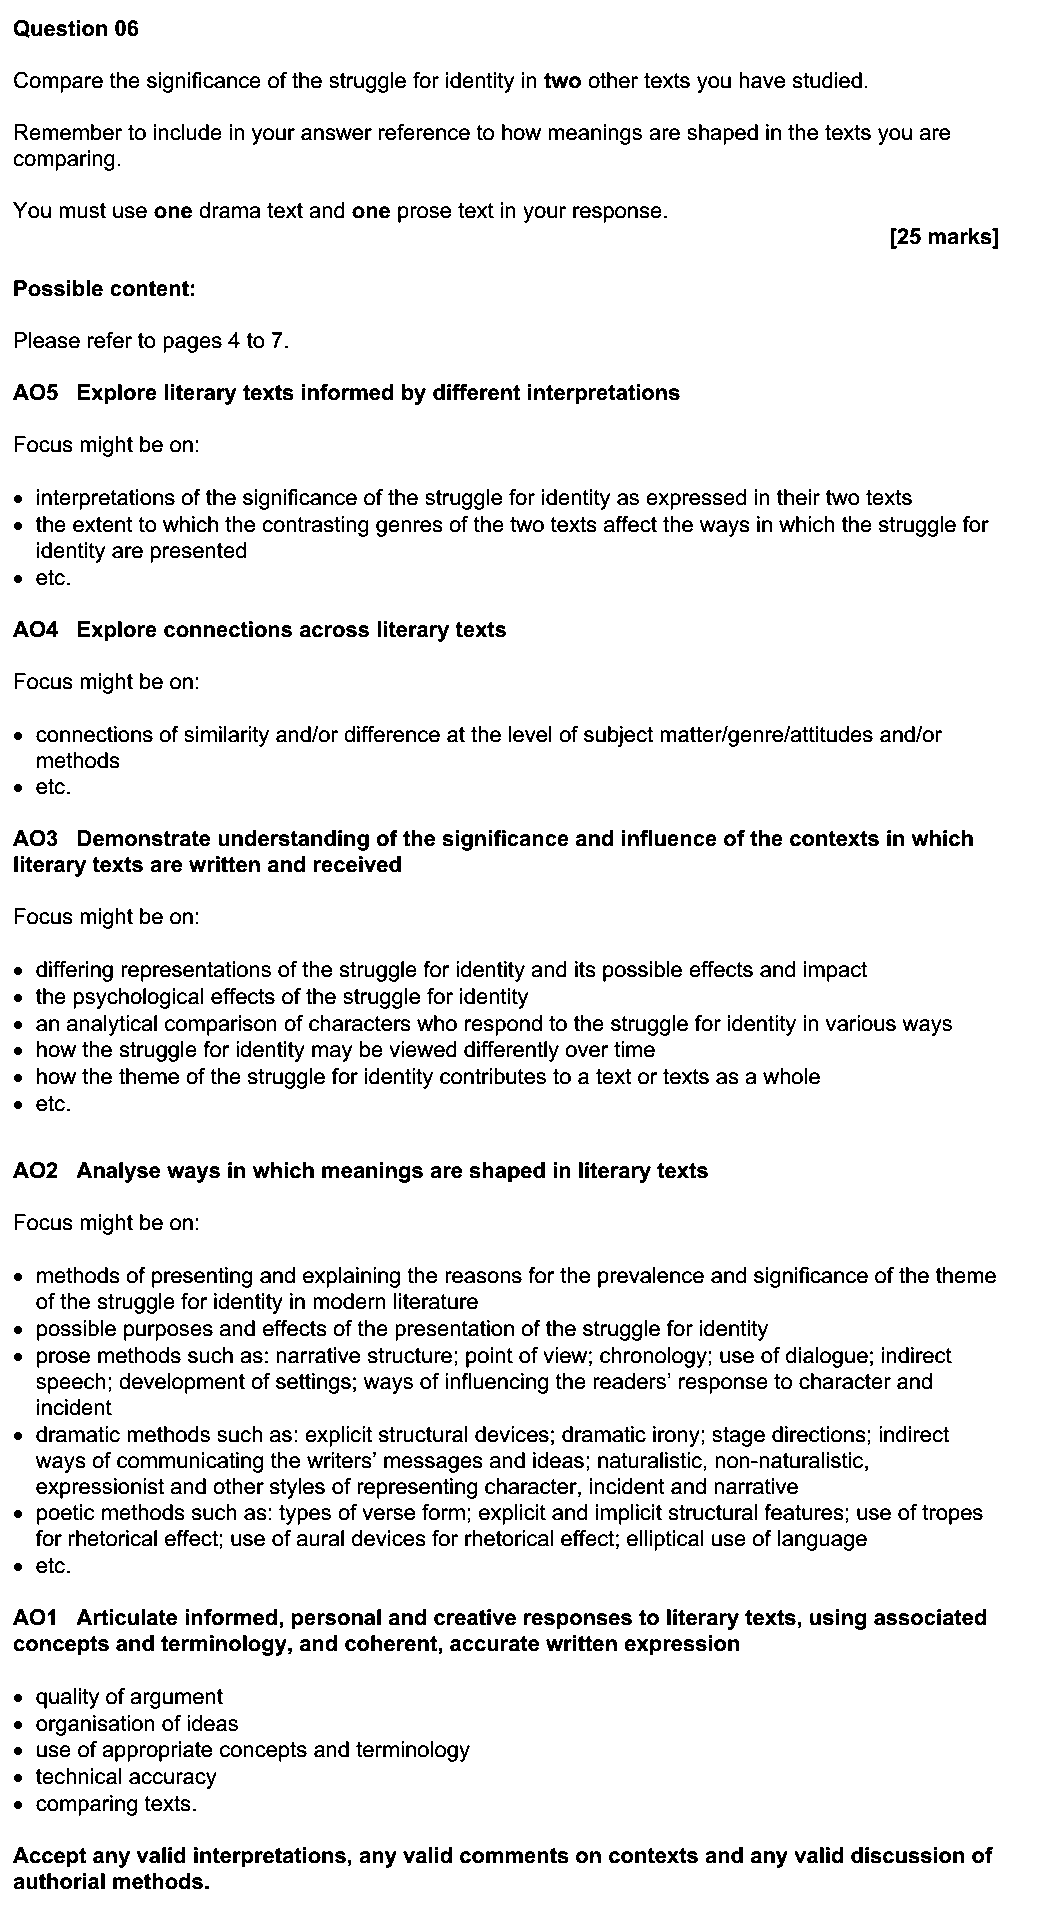 Question 06
Compare the significance of the struggle for identity in two other texts you have studied.
Remember to include in your answer reference to how meanings are shaped in the texts you are
comparing.
You must use one drama text and one prose text in your response.
[25 marks]
Possible content:
Please refer to pages 4 to 7.
AO5 Explore literary texts informed by different interpretations
Focus might be on:
• interpretations of the significance of the struggle for identity as expressed in their two texts
• the extent to which the contrasting genres of the two texts affect the ways in which the struggle for
identity are presented
• etc.
AO4 Explore connections across literary texts
Focus might be on:
• connections of similarity and/or difference at the level of subject matter/genre/attitudes and/or
methods
• etc.
AO3 Demonstrate understanding of the significance and influence of the contexts in which
literary texts are written and received
Focus might be on:
• differing representations of the struggle for identity and its possible effects and impact
• the psychological effects of the struggle for identity
• an analytical comparison of characters who respond to the struggle for identity in various ways
• how the struggle for identity may be viewed differently over time
• how the theme of the struggle for identity contributes to a text or texts as a whole
• etc.
AO2 Analyse ways in which meanings are shaped in literary texts
Focus might be on:
• methods of presenting and explaining the reasons for the prevalence and significance of the theme
of the struggle for identity in modern literature
• possible purposes and effects of the presentation of the struggle for identity
• prose methods such as: narrative structure; point of view; chronology; use of dialogue; indirect
speech; development of settings; ways of influencing the readers' response to character and
incident
• dramatic methods such as: explicit structural devices; dramatic irony; stage directions; indirect
ways of communicating the writers' messages and ideas; naturalistic, non-naturalistic,
expressionist and other styles of representing character, incident and narrative
• poetic methods such as: types of verse form; explicit and implicit structural features; use of tropes
for rhetorical effect; use of aural devices for rhetorical effect; elliptical use of language
• etc.
AO1 Articulate informed, personal and creative responses to literary texts, using associated
concepts and terminology, and coherent, accurate written expression
• quality of argument
• organisation of ideas
• use of appropriate concepts and terminology
• technical accuracy
• comparing texts.
Accept any valid interpretations, any valid comments on contexts and any valid discussion of
authorial methods.